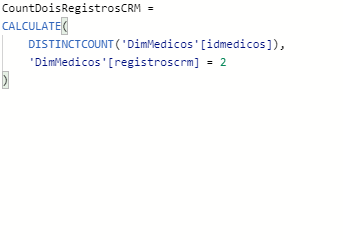 CountDoisRegistrosCRM =
CALCULATE(
DISTINCTCOUNT('DimMedicos'[idmedicos]),
'DimMedicos'[registroscrm] = 2
)